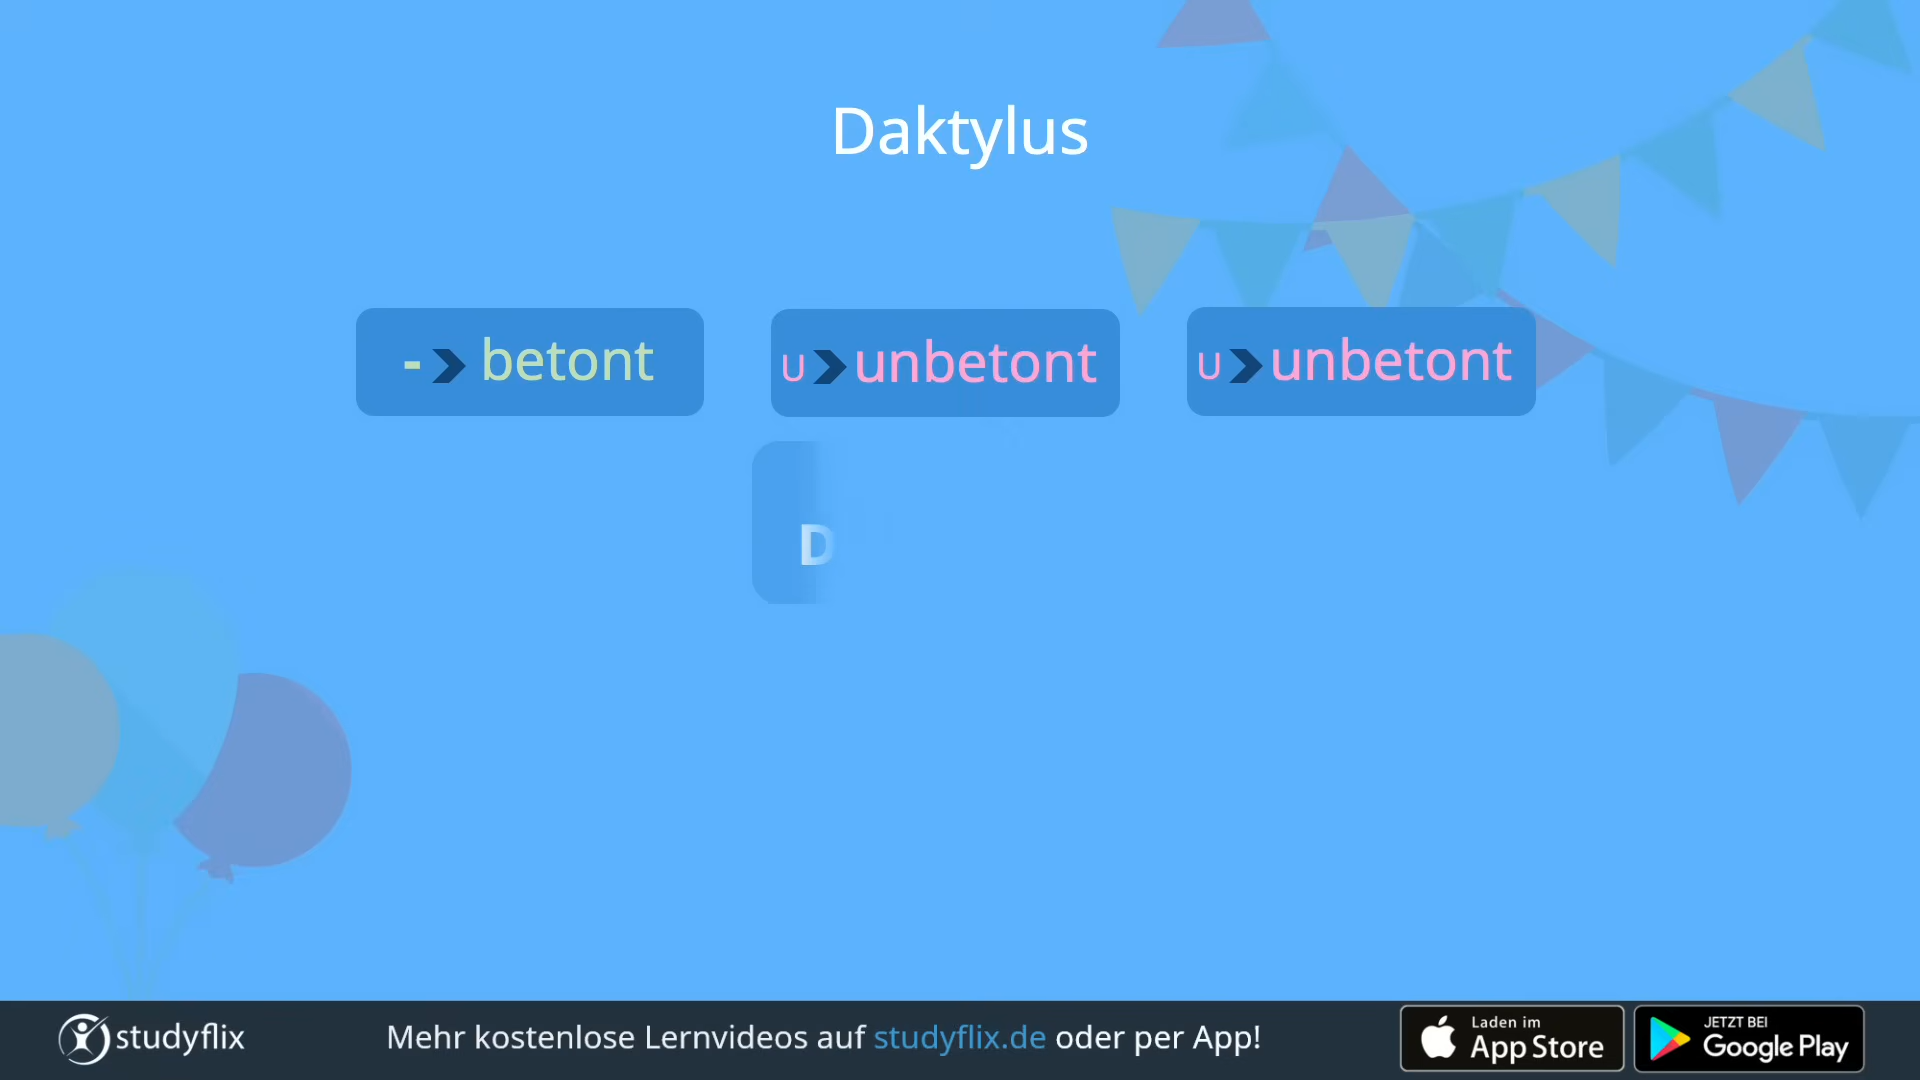 Daktylus
- betont
U unbetont
U unbetont
D
studyflix
Mehr kostenlose Lernvideos auf studyflix.de oder per App!
Laden im
App Store
JETZT BEI
Google Play